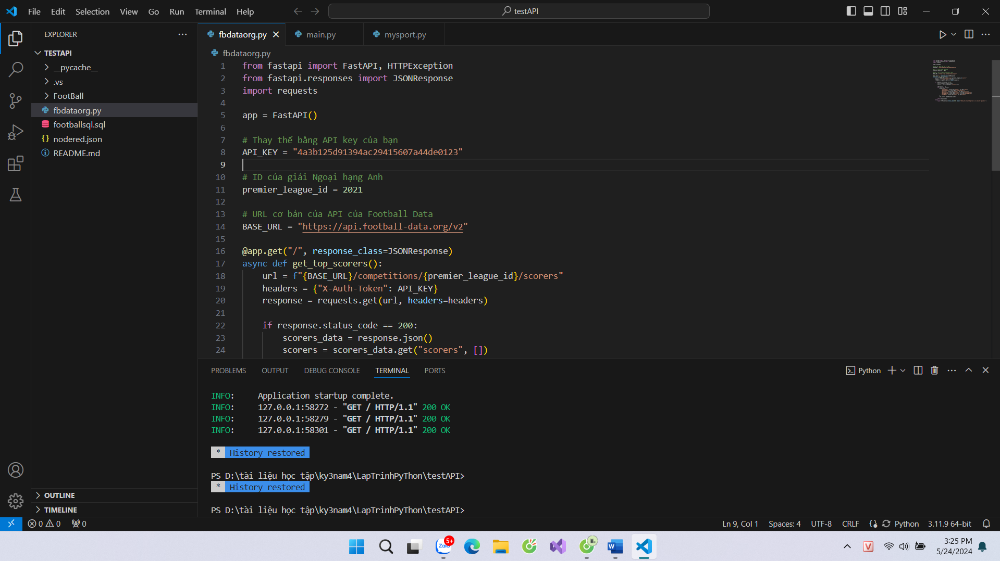 File Edit Selection View Go Run Terminal Help
testAPI
EXPLORER
TESTAPI
__pycache__
.vs
FootBall
fbdataorg.py
footballsql.sql
nodered.json
README.md
OUTLINE
TIMELINE
fbdataorg.py main.py mysport.py
fbdataorg.py
1 from fastapi import FastAPI, HTTPException
2 from fastapi.responses import JSONResponse
3 import requests
4
5 app = FastAPI()
6
7 # Thay thế bằng API key của bạn
8 API_KEY = "4a3b125d91394ac29415607a44de0123"
9
10 # ID của giải Ngoại hạng Anh
11 premier_league_id = 2021
12
13 # URL cơ bản của API của Football Data
14 BASE_URL = "https://api.football-data.org/v2"
15
16 @app.get("/", response_class=JSONResponse)
17 async def get_top_scorers():
18 url = f"{BASE_URL}/competitions/{premier_league_id}/scorers"
19 headers = {"X-Auth-Token": API_KEY}
20 response = requests.get(url, headers=headers)
21
22 if response.status_code == 200:
23 scorers_data = response.json()
24 scorers = scorers_data.get("scorers", [])
PROBLEMS OUTPUT DEBUG CONSOLE TERMINAL PORTS
Python
INFO: Application startup complete.
INFO: 127.0.0.1:58272 - "GET / HTTP/1.1" 200 OK
INFO: 127.0.0.1:58279 - "GET / HTTP/1.1" 200 OK
INFO: 127.0.0.1:58301 - "GET / HTTP/1.1" 200 OK
* History restored
PS D:\tài liệu học tập\ky3nam4\LapTrinhPyThon\testAPI>
* History restored
PS D:\tài liệu học tập\ky3nam4\LapTrinhPyThon\testAPI>
0 0 0
Ln 9, Col 1 Spaces: 4 UTF-8 CRLF Python 3.11.9 64-bit
Zalo 5+
W
V
3:25 PM
5/24/2024